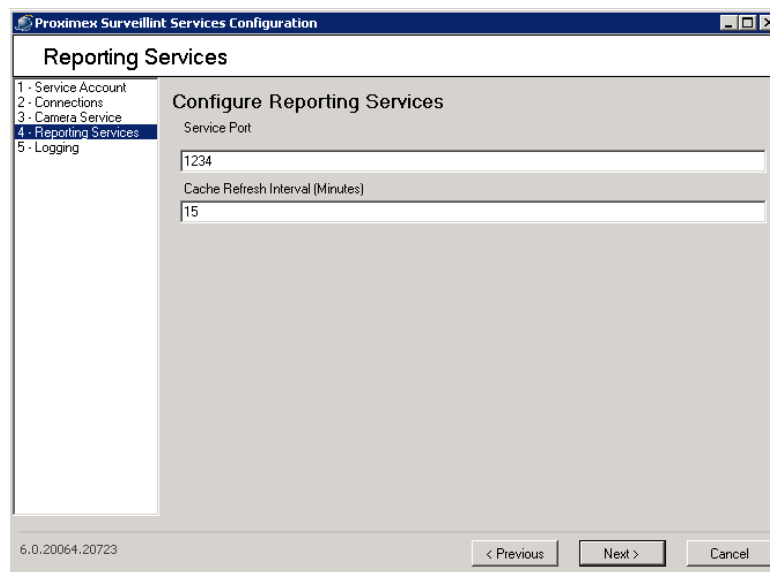 Proximex Surveillint Services Configuration
Reporting Services
1 - Service Account
2 - Connections
3 - Camera Service
4 - Reporting Services
5 - Logging
Configure Reporting Services
Service Port
1234
Cache Refresh Interval (Minutes)
15
6.0.20064.20723
< Previous
Next >
Cancel